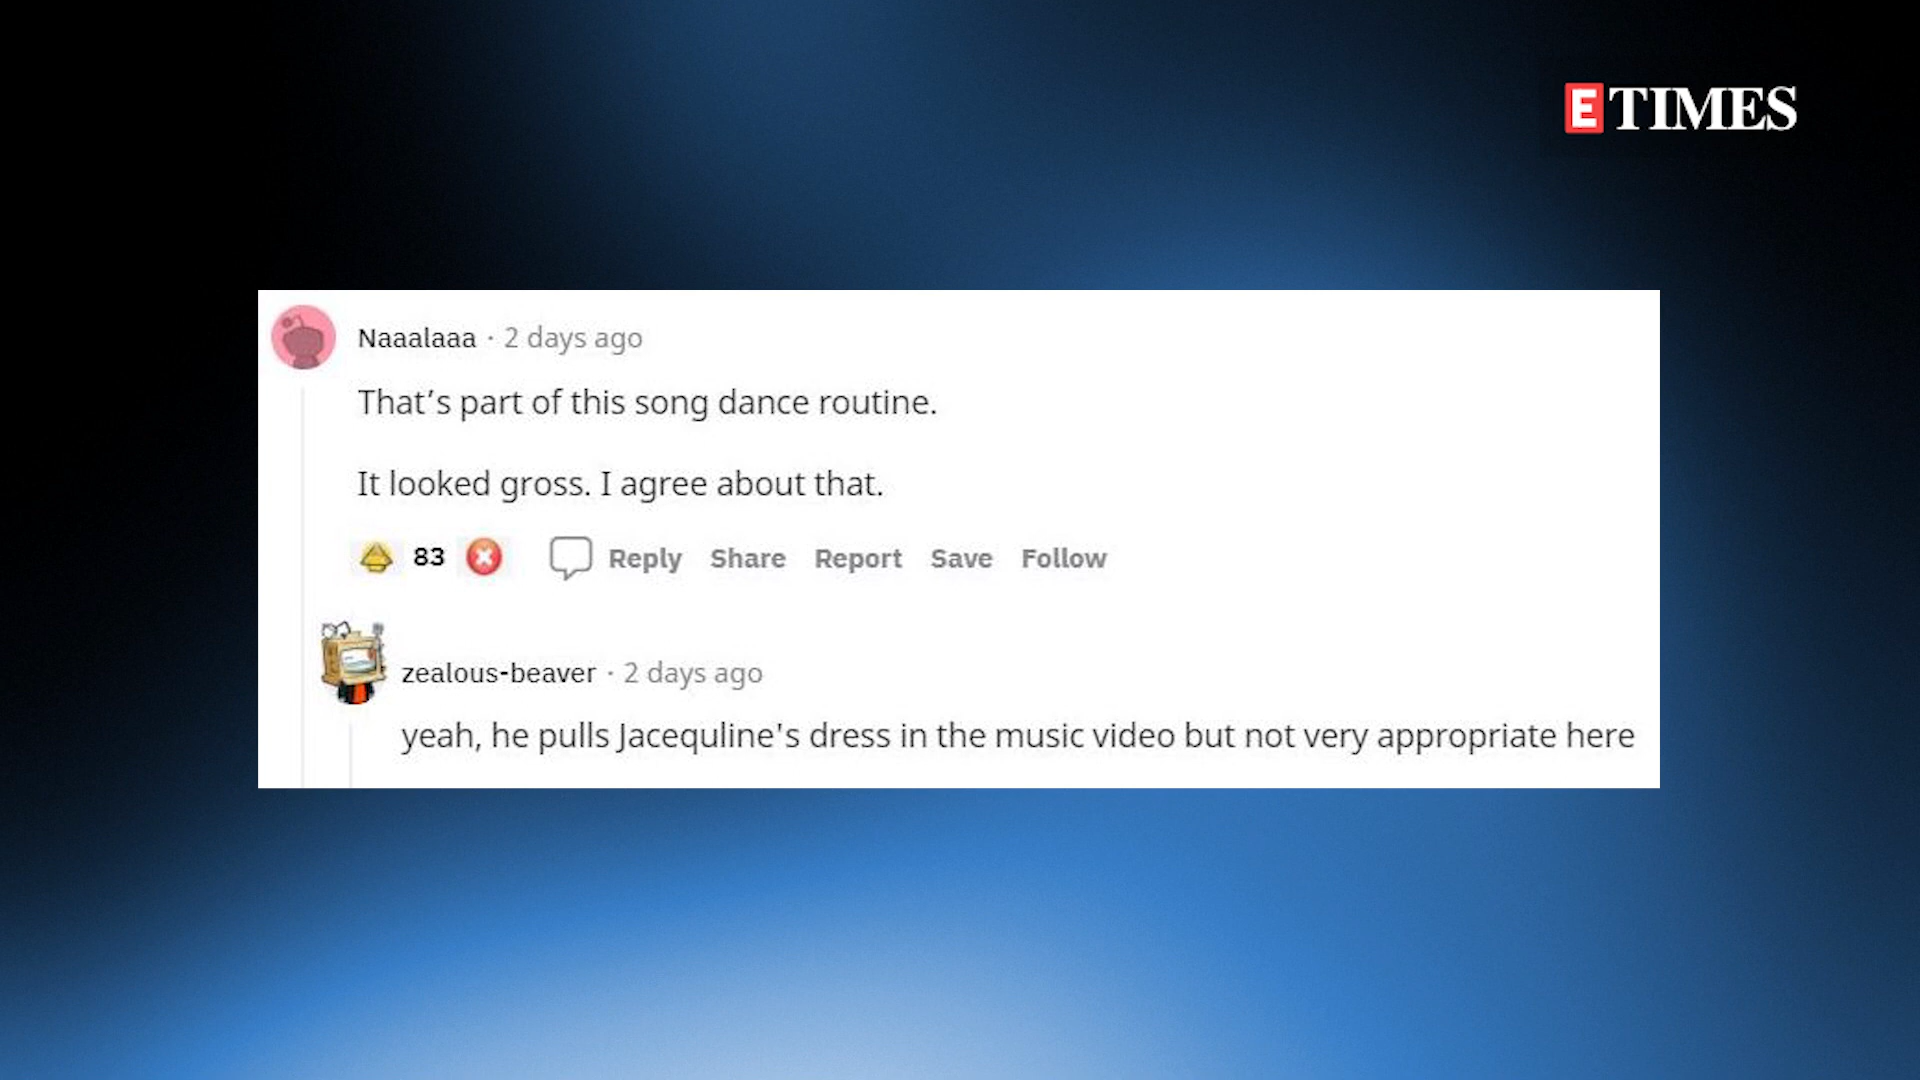 E TIMES
Naaalaaa · 2 days ago
That’s part of this song dance routine.
It looked gross. I agree about that.
83 Reply Share Report Save Follow
zealous-beaver · 2 days ago
yeah, he pulls Jacequline's dress in the music video but not very appropriate here